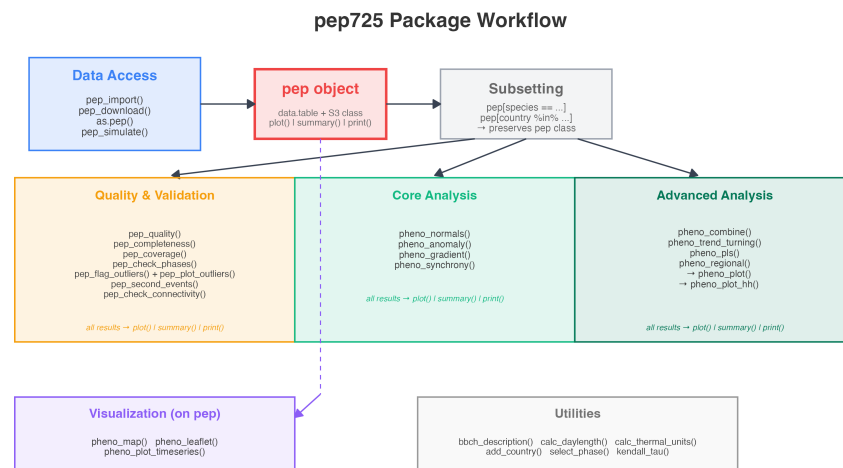 pep725 Package Workflow
Data Access
pep_import()
pep_download()
as.pep()
pep_simulate()
pep object
data.table + S3 class
plot() | summary() | print()
Subsetting
pep[species == ...]
pep[country %in% ...]
→ preserves pep class
Quality & Validation
pep_quality()
pep_completeness()
pep_coverage()
pep_check_phases()
pep_flag_outliers() + pep_plot_outliers()
pep_second_events()
pep_check_connectivity()
all results → plot() | summary() | print()
Core Analysis
pheno_normals()
pheno_anomaly()
pheno_gradient()
pheno_synchrony()
all results → plot() | summary() | print()
Advanced Analysis
pheno_combine()
pheno_trend_turning()
pheno_pls()
pheno_regional()
→ pheno_plot()
→ pheno_plot_hh()
all results → plot() | summary() | print()
Visualization (on pep)
pheno_map() pheno_leaflet()
pheno_plot_timeseries()
Utilities
bbch_description() calc_daylength() calc_thermal_units()
add_country() select_phase() kendall_tau()